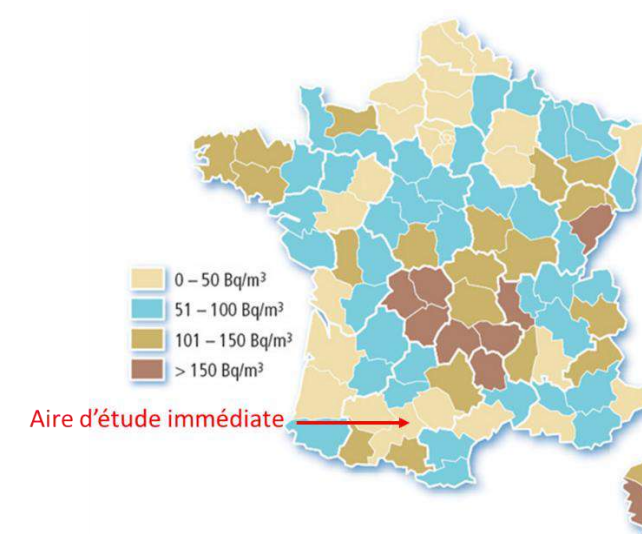 0 – 50 Bq/m³
51 – 100 Bq/m³
101 – 150 Bq/m³
> 150 Bq/m³
Aire d'étude immédiate